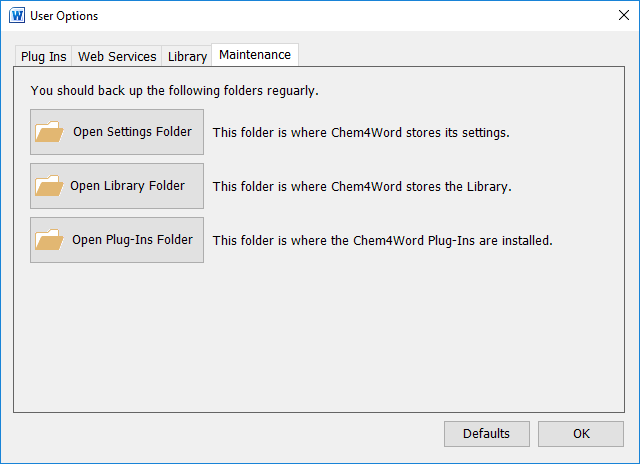 User Options
Plug Ins Web Services Library Maintenance
You should back up the following folders reguarly.
Open Settings Folder This folder is where Chem4Word stores its settings.
Open Library Folder This folder is where Chem4Word stores the Library.
Open Plug-Ins Folder This folder is where the Chem4Word Plug-Ins are installed.
Defaults OK